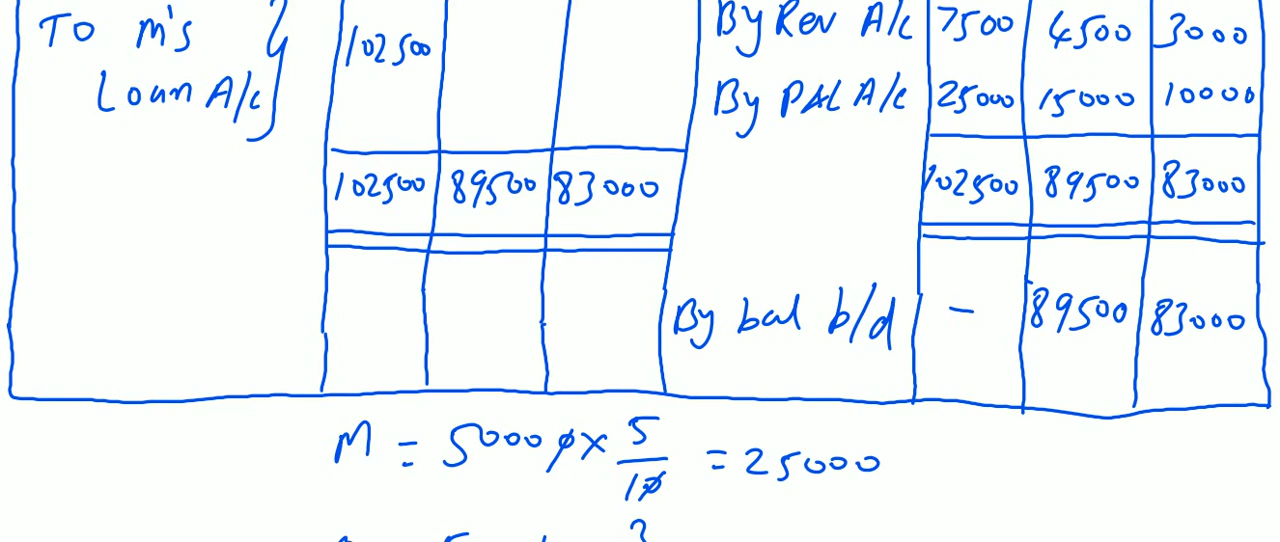 To M's } 102500 By Rev A/c 7500 4500 3000
Loan A/c By P&L A/c 25000 15000 10000
102500 89500 83000 102500 89500 83000
By bal b/d - 89500 83000
M = 50000 × 5/10 = 25000